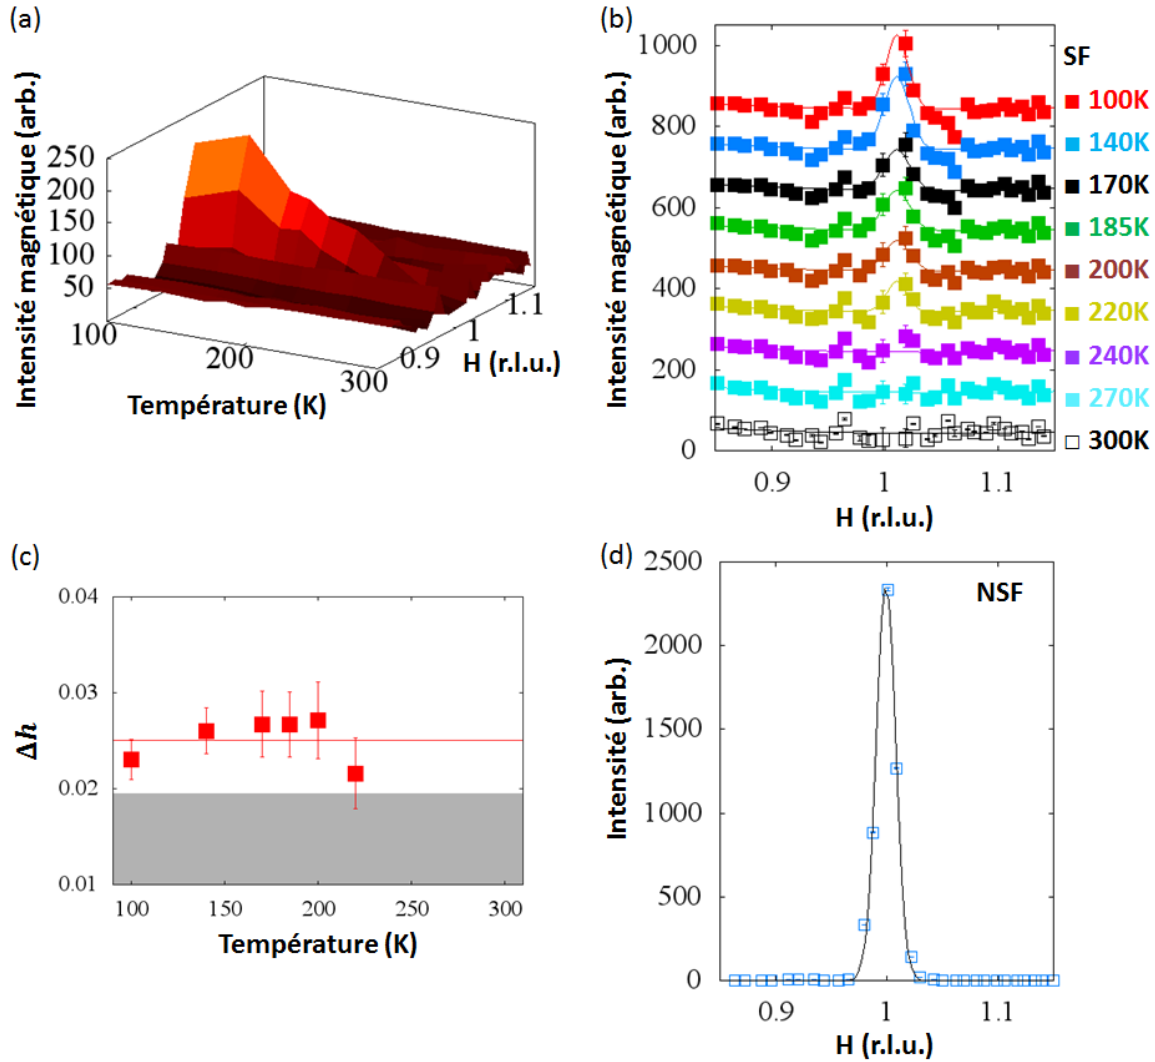 (a)
Intensité magnétique (arb.)
250
200
150
100
50
100
200
300
0.9
1
1.1
H (r.l.u.)
Température (K)
(b)
Intensité magnétique (arb.)
1000
800
600
400
200
0
0.9
1
1.1
H (r.l.u.)
SF
100K
140K
170K
185K
200K
220K
240K
270K
300K
(c)
Δh
0.04
0.03
0.02
0.01
100
150
200
250
300
Température (K)
(d)
Intensité (arb.)
2500
2000
1500
1000
500
0
NSF
0.9
1
1.1
H (r.l.u.)